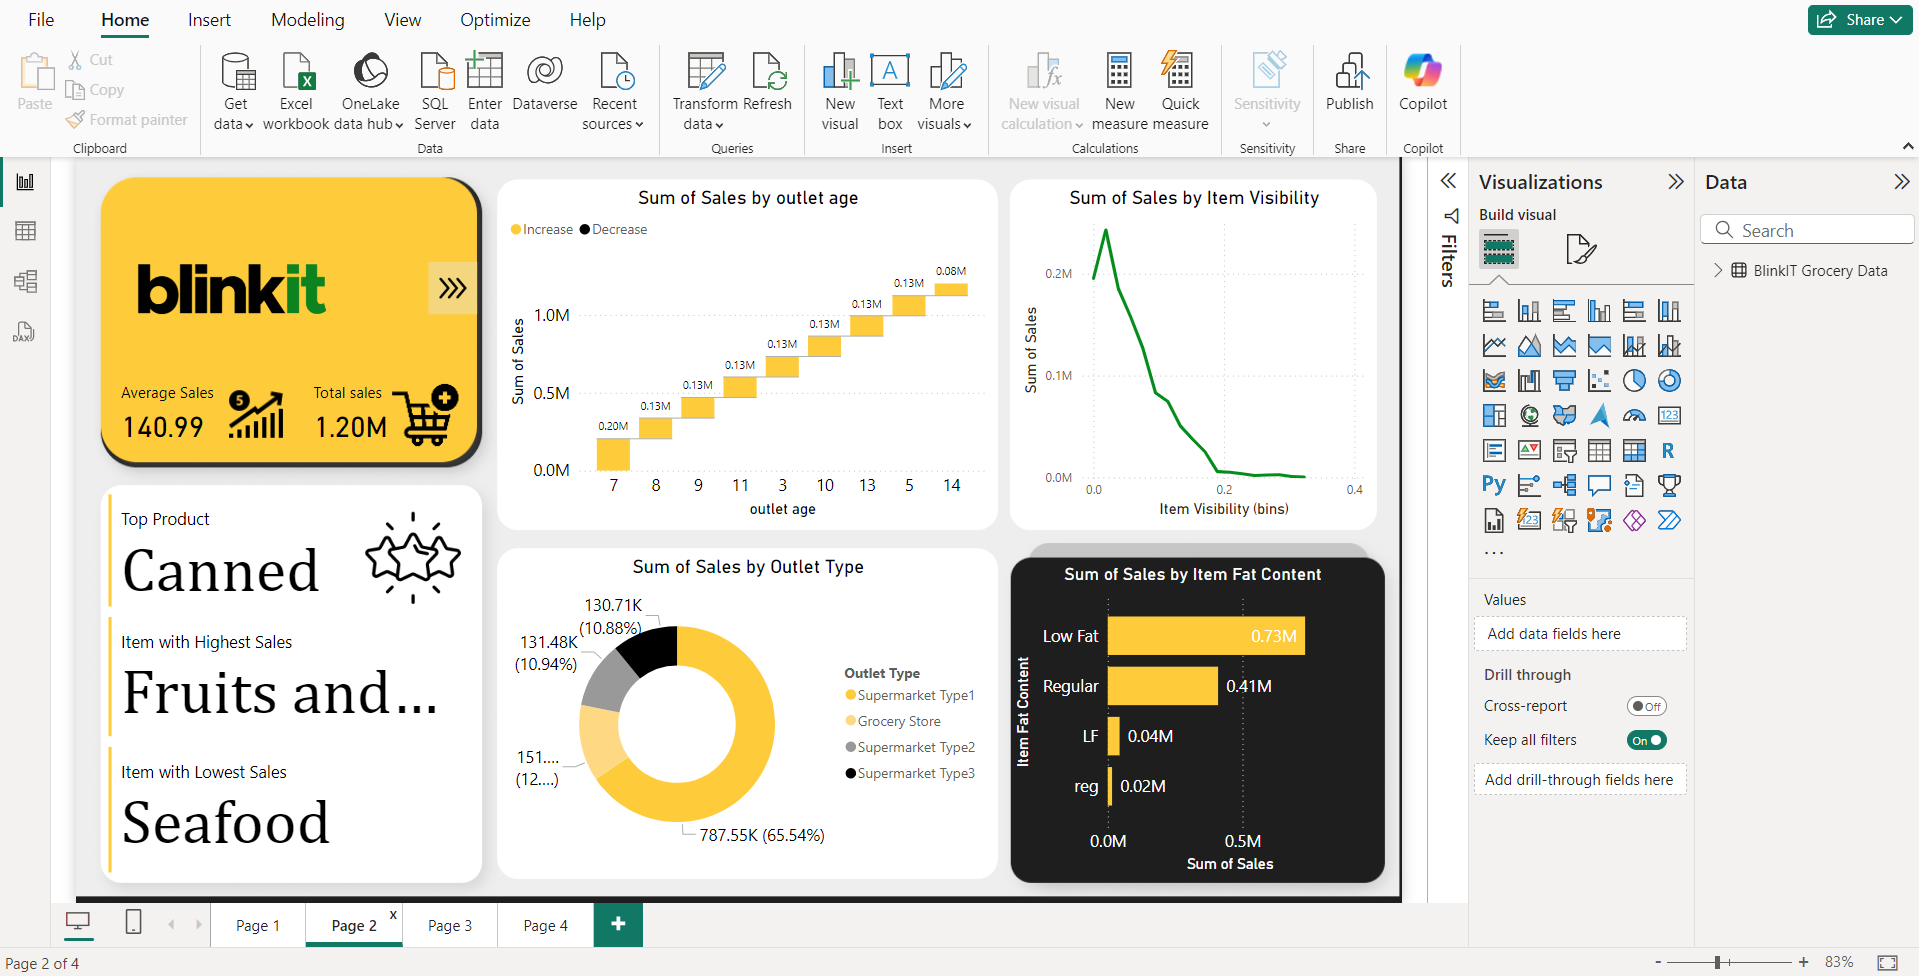 File Home Insert Modeling View Optimize Help
Share
Paste
Cut
Copy
Format painter
Clipboard
Get data
Excel workbook
OneLake data hub
SQL Server
Enter data
Dataverse
Recent sources
Data
Transform data
Refresh
Queries
New visual
Text box
More visuals
Insert
New visual calculation
New measure
Quick measure
Calculations
Sensitivity
Sensitivity
Publish
Share
Copilot
Copilot
DAX
blinkit
Average Sales
140.99
Total sales
1.20M
Top Product
Canned
Item with Highest Sales
Fruits and...
Item with Lowest Sales
Seafood
Sum of Sales by outlet age
Increase Decrease
Sum of Sales
1.0M
0.5M
0.0M
0.20M
0.13M
0.13M
0.13M
0.13M
0.13M
0.13M
0.13M
0.08M
7 8 9 11 3 10 13 5 14
outlet age
Sum of Sales by Item Visibility
Sum of Sales
0.2M
0.1M
0.0M
0.0 0.2 0.4
Item Visibility (bins)
Sum of Sales by Outlet Type
130.71K
(10.88%)
131.48K
(10.94%)
151....
(12....)
787.55K (65.54%)
Outlet Type
Supermarket Type1
Grocery Store
Supermarket Type2
Supermarket Type3
Sum of Sales by Item Fat Content
Item Fat Content
Low Fat 0.73M
Regular 0.41M
LF 0.04M
reg 0.02M
0.0M 0.5M
Sum of Sales
Filters
Visualizations
Build visual
123
R
Py
123
...
Values
Add data fields here
Drill through
Cross-report Off
Keep all filters On
Add drill-through fields here
Data
Search
BlinkIT Grocery Data
Page 1
Page 2 x
Page 3
Page 4
+
Page 2 of 4
- + 83%